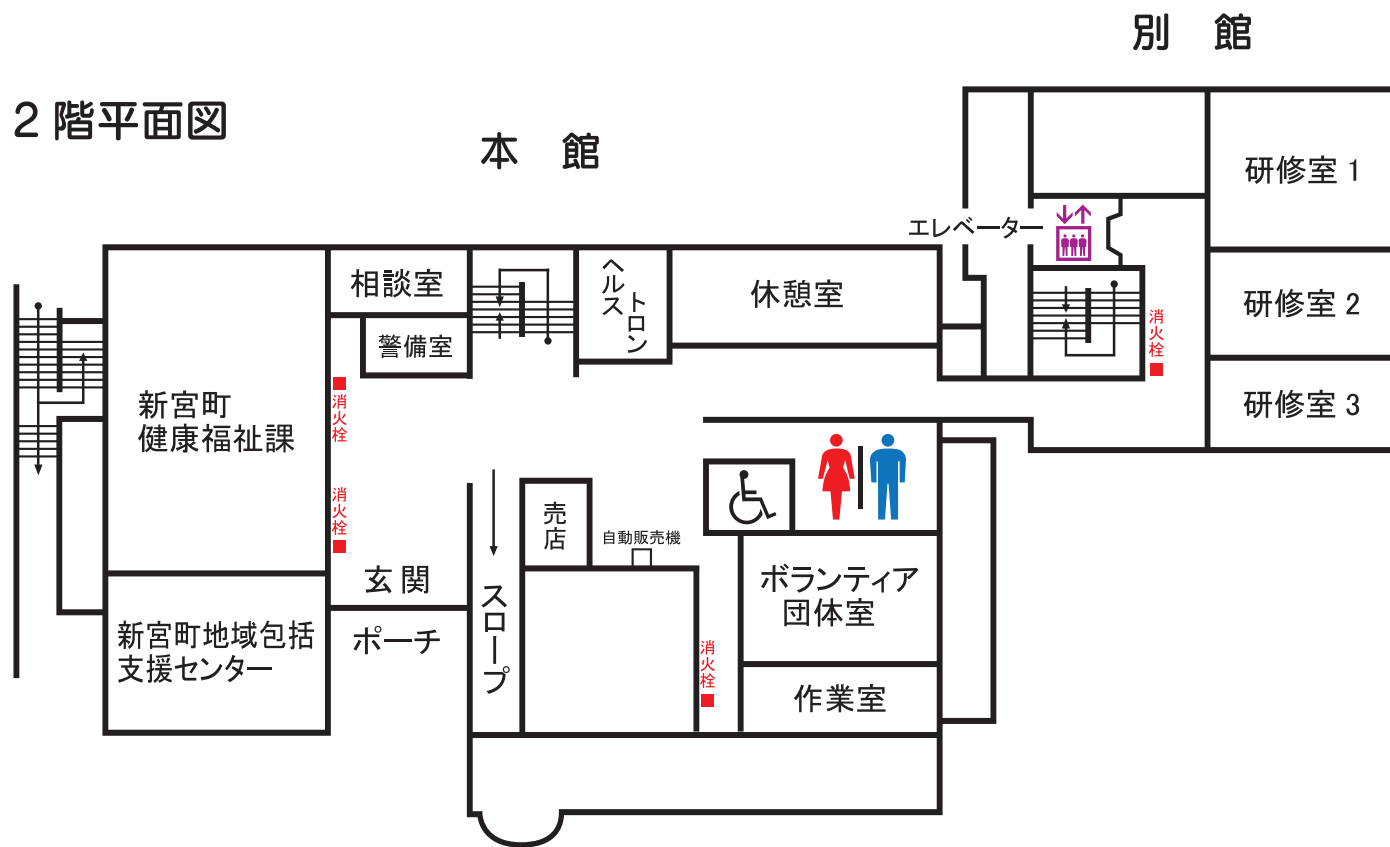 別　館
２階平面図
本　館
研修室 1
エレベーター
相談室
ヘルス
トロン
休憩室
研修室 2
警備室
消火栓
新宮町
健康福祉課
消火栓
研修室 3
消火栓
売店
自動販売機
玄関
スロープ
ボランティア
団体室
新宮町地域包括
支援センター
ポーチ
消火栓
作業室